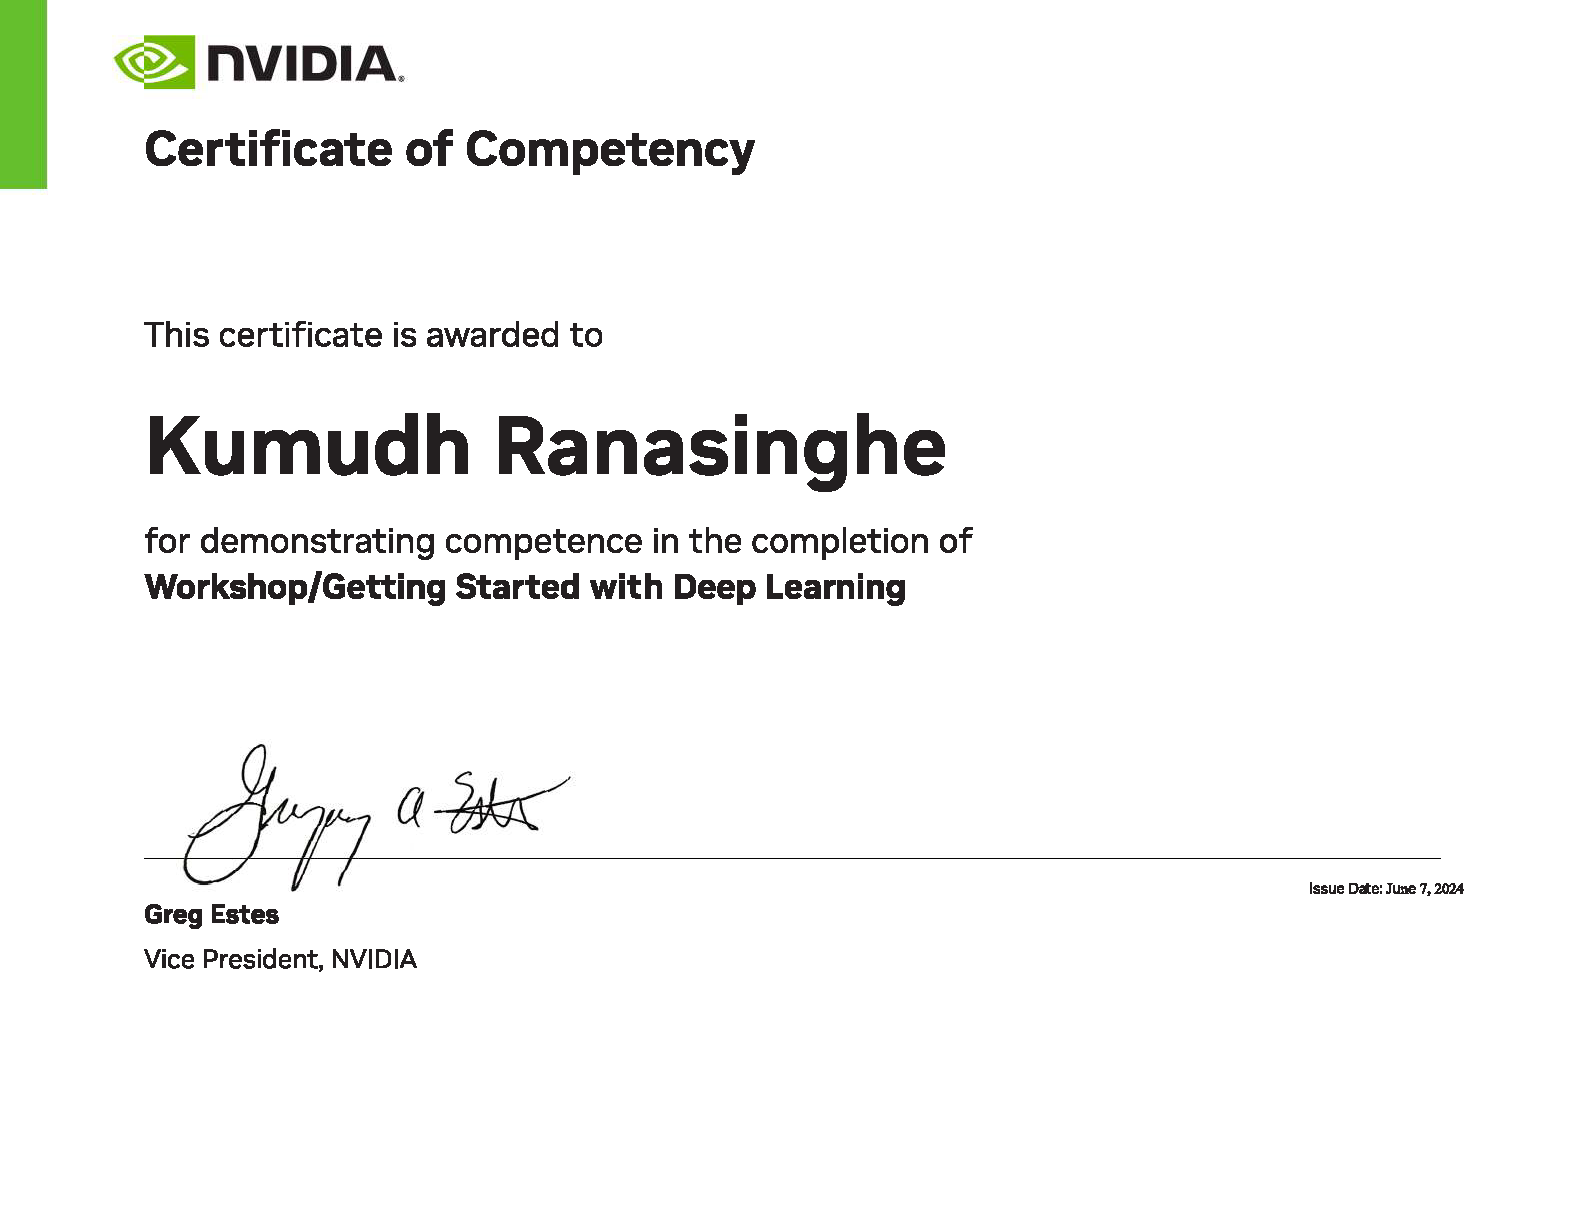 NVIDIA®
Certificate of Competency
This certificate is awarded to
Kumudh Ranasinghe
for demonstrating competence in the completion of
Workshop/Getting Started with Deep Learning
Gregory A Estes
Issue Date: June 7, 2024
Greg Estes
Vice President, NVIDIA